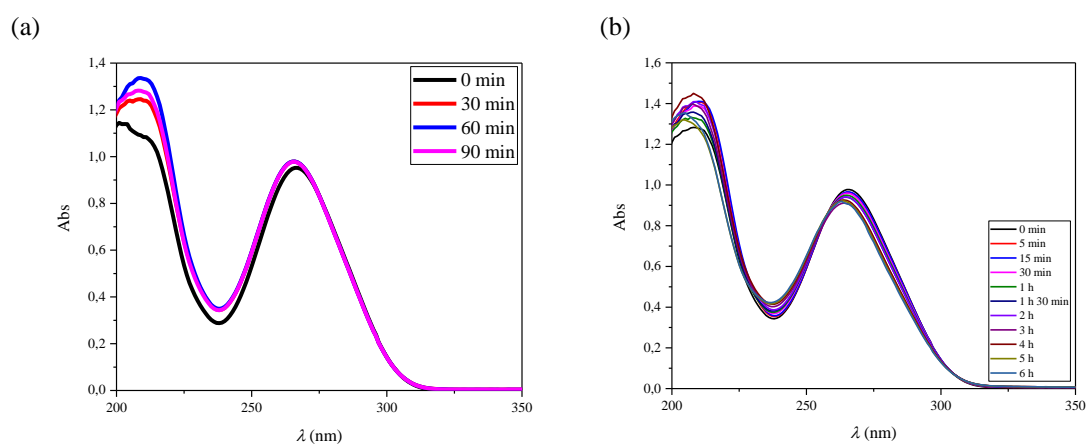 (a)
1,4
1,2
1,0
0,8
0,6
0,4
0,2
0,0
Abs
200
250
300
350
λ (nm)
0 min
30 min
60 min
90 min
(b)
1,6
1,4
1,2
1,0
0,8
0,6
0,4
0,2
0,0
Abs
200
250
300
350
λ (nm)
0 min
5 min
15 min
30 min
1 h
1 h 30 min
2 h
3 h
4 h
5 h
6 h